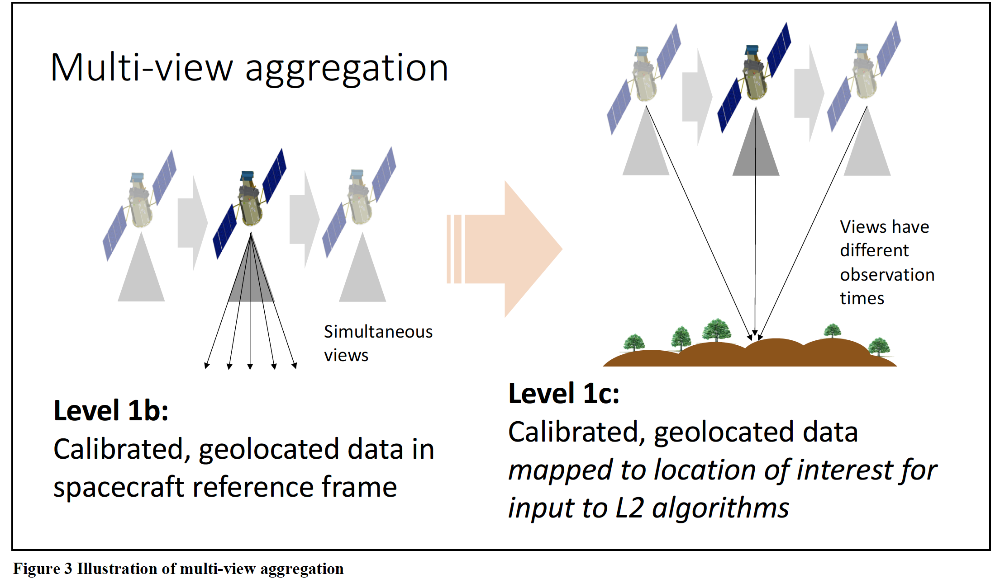 Multi-view aggregation
Simultaneous
views
Level 1b:
Calibrated, geolocated data in
spacecraft reference frame
Views have
different
observation
times
Level 1c:
Calibrated, geolocated data
mapped to location of interest for
input to L2 algorithms
Figure 3 Illustration of multi-view aggregation